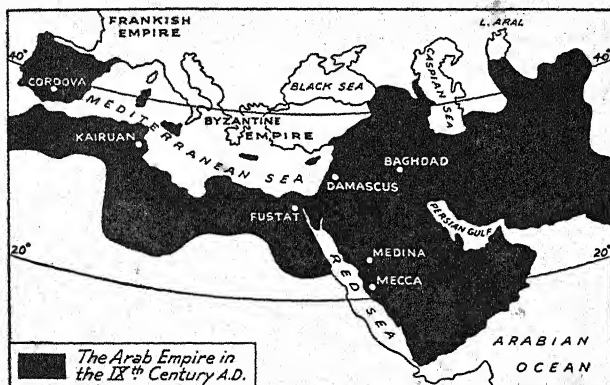 FRANKISH
EMPIRE
L. ARAL
40°
40°
CORDOVA
BLACK SEA
CASPIAN SEA
MEDITERRANEAN SEA
BYZANTINE
EMPIRE
KAIRUAN
BAGHDAD
DAMASCUS
FUSTAT
PERSIAN GULF
20°
20°
MEDINA
MECCA
RED SEA
ARABIAN
OCEAN
The Arab Empire in
the IXth Century A.D.